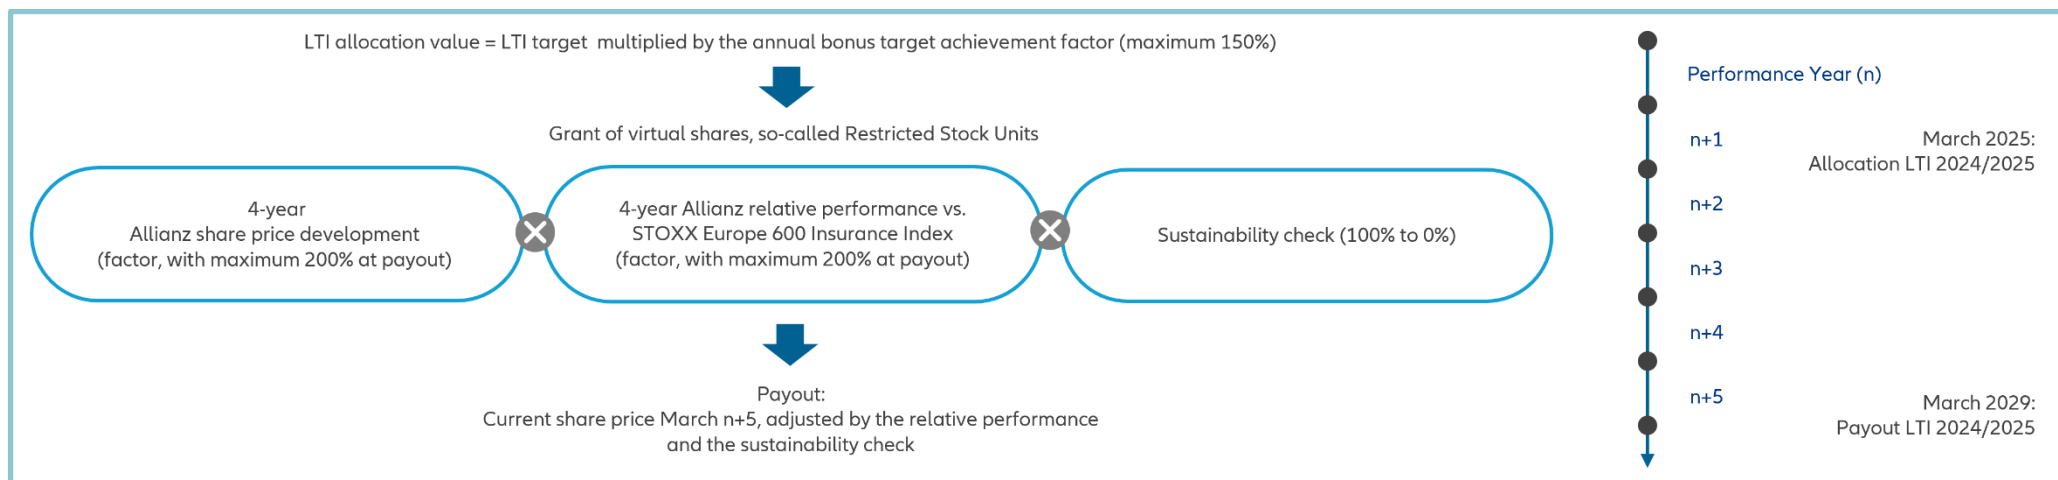 LTI allocation value = LTI target multiplied by the annual bonus target achievement factor (maximum 150%)
Grant of virtual shares, so-called Restricted Stock Units
4-year
Allianz share price development
(factor, with maximum 200% at payout)
4-year Allianz relative performance vs.
STOXX Europe 600 Insurance Index
(factor, with maximum 200% at payout)
Sustainability check (100% to 0%)
Payout:
Current share price March n+5, adjusted by the relative performance
and the sustainability check
Performance Year (n)
n+1
March 2025:
Allocation LTI 2024/2025
n+2
n+3
n+4
n+5
March 2029:
Payout LTI 2024/2025